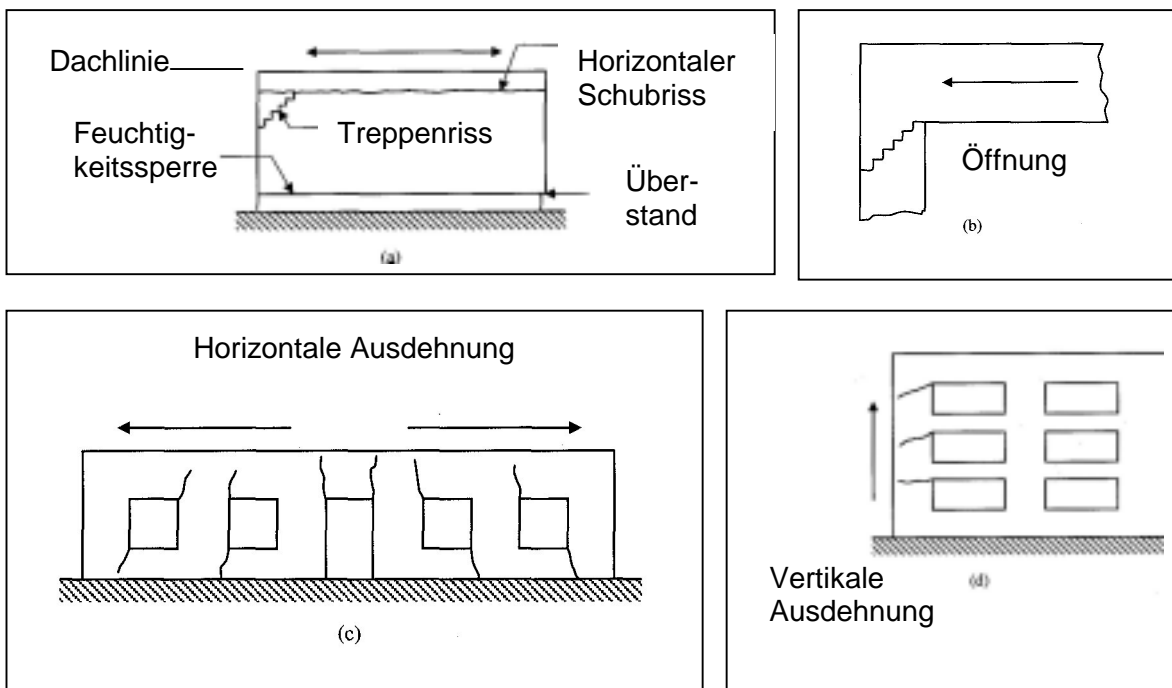 Dachlinie
Horizontaler
Schubriss
Feuchtig-
keitssperre
Treppenriss
Über-
stand
(a)
Öffnung
(b)
Horizontale Ausdehnung
(c)
Vertikale
Ausdehnung
(d)